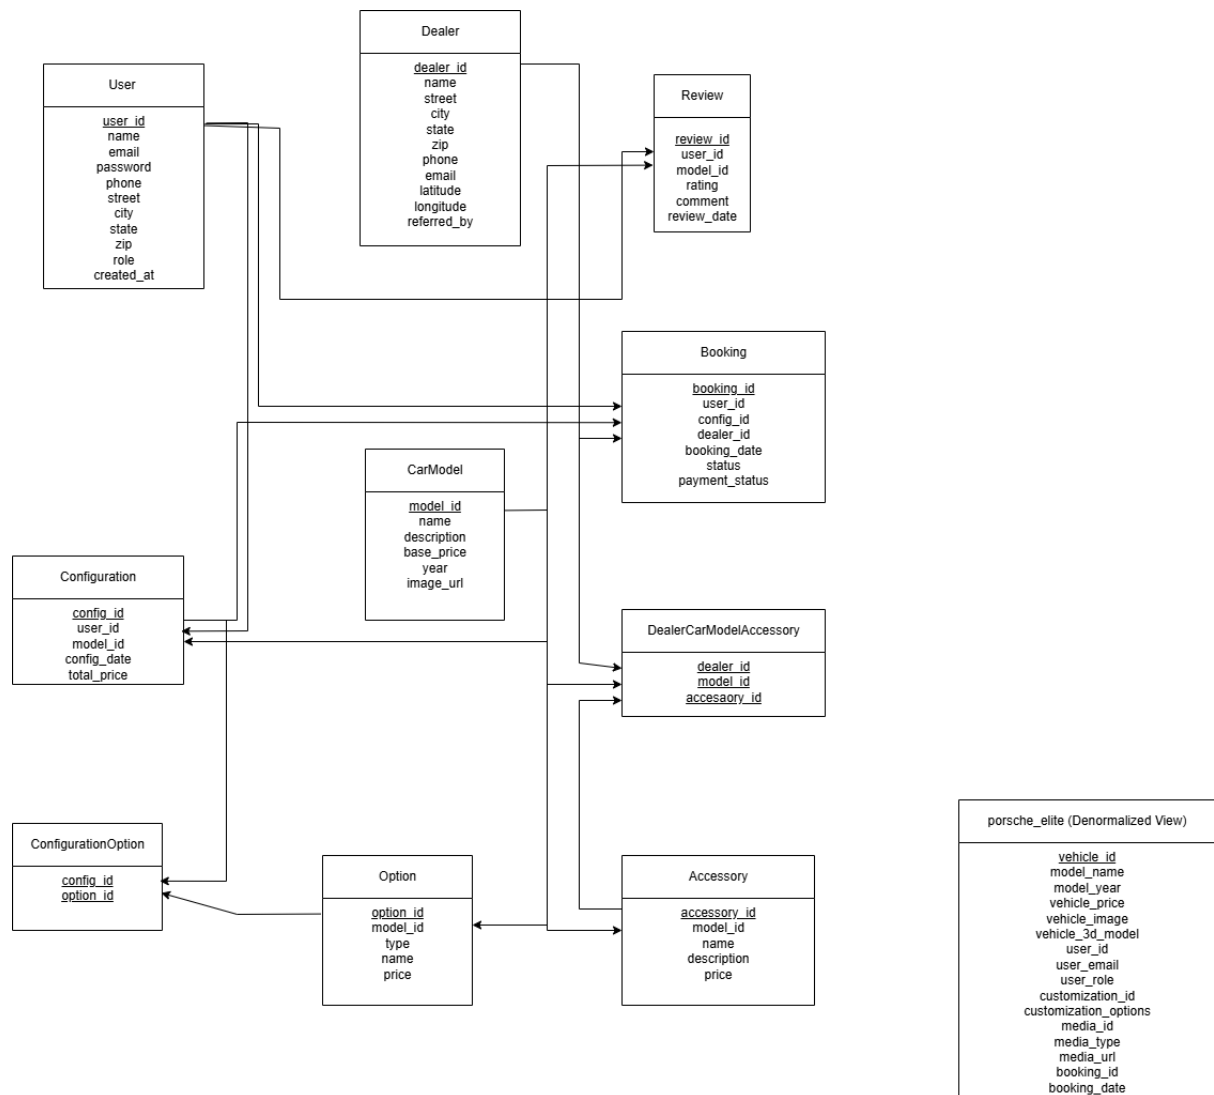 User
user_id
name
email
password
phone
street
city
state
zip
role
created_at
Dealer
dealer_id
name
street
city
state
zip
phone
email
latitude
longitude
referred_by
Review
review_id
user_id
model_id
rating
comment
review_date
Booking
booking_id
user_id
config_id
dealer_id
booking_date
status
payment_status
CarModel
model_id
name
description
base_price
year
image_url
Configuration
config_id
user_id
model_id
config_date
total_price
DealerCarModelAccessory
dealer_id
model_id
accesaory_id
ConfigurationOption
config_id
option_id
Option
option_id
model_id
type
name
price
Accessory
accessory_id
model_id
name
description
price
porsche_elite (Denormalized View)
vehicle_id
model_name
model_year
vehicle_price
vehicle_image
vehicle_3d_model
user_id
user_email
user_role
customization_id
customization_options
media_id
media_type
media_url
booking_id
booking_date